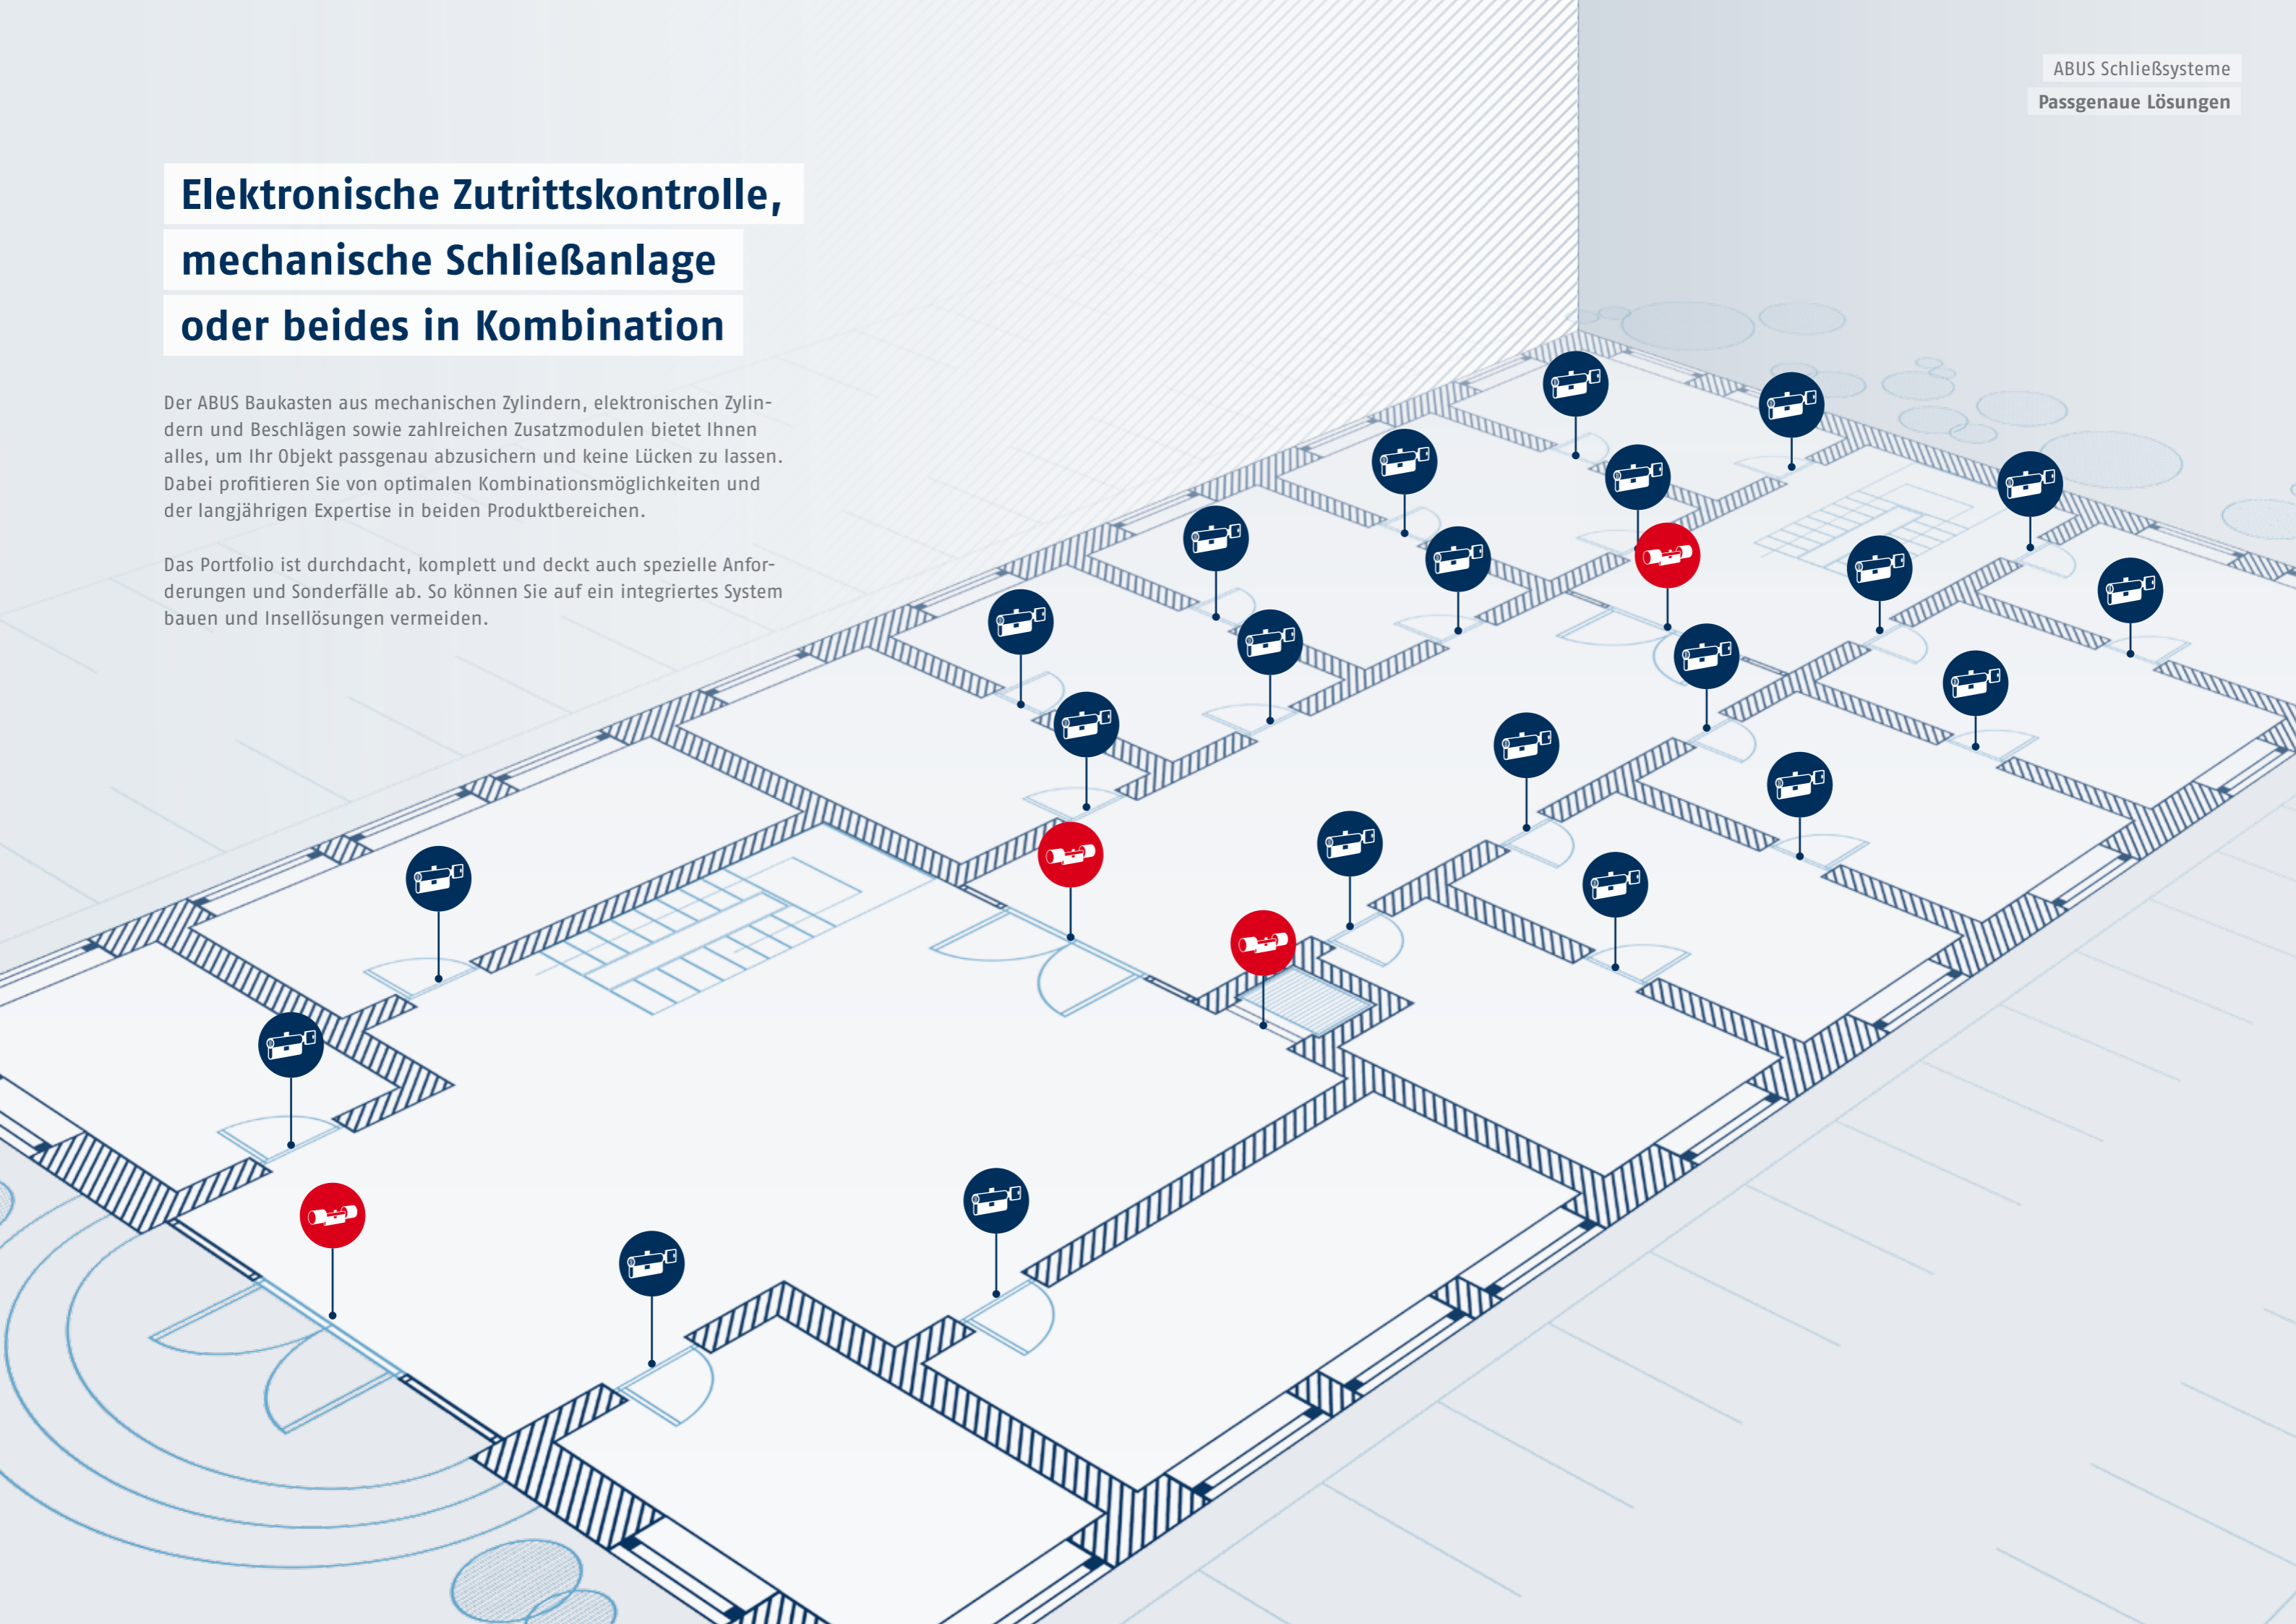 ABUS Schließsysteme
Passgenaue Lösungen
Elektronische Zutrittskontrolle,
mechanische Schließanlage
oder beides in Kombination
Der ABUS Baukasten aus mechanischen Zylindern, elektronischen Zylin-
dern und Beschlägen sowie zahlreichen Zusatzmodulen bietet Ihnen
alles, um Ihr Objekt passgenau abzusichern und keine Lücken zu lassen.
Dabei profitieren Sie von optimalen Kombinationsmöglichkeiten und
der langjährigen Expertise in beiden Produktbereichen.
Das Portfolio ist durchdacht, komplett und deckt auch spezielle Anfor-
derungen und Sonderfälle ab. So können Sie auf ein integriertes System
bauen und Insellösungen vermeiden.